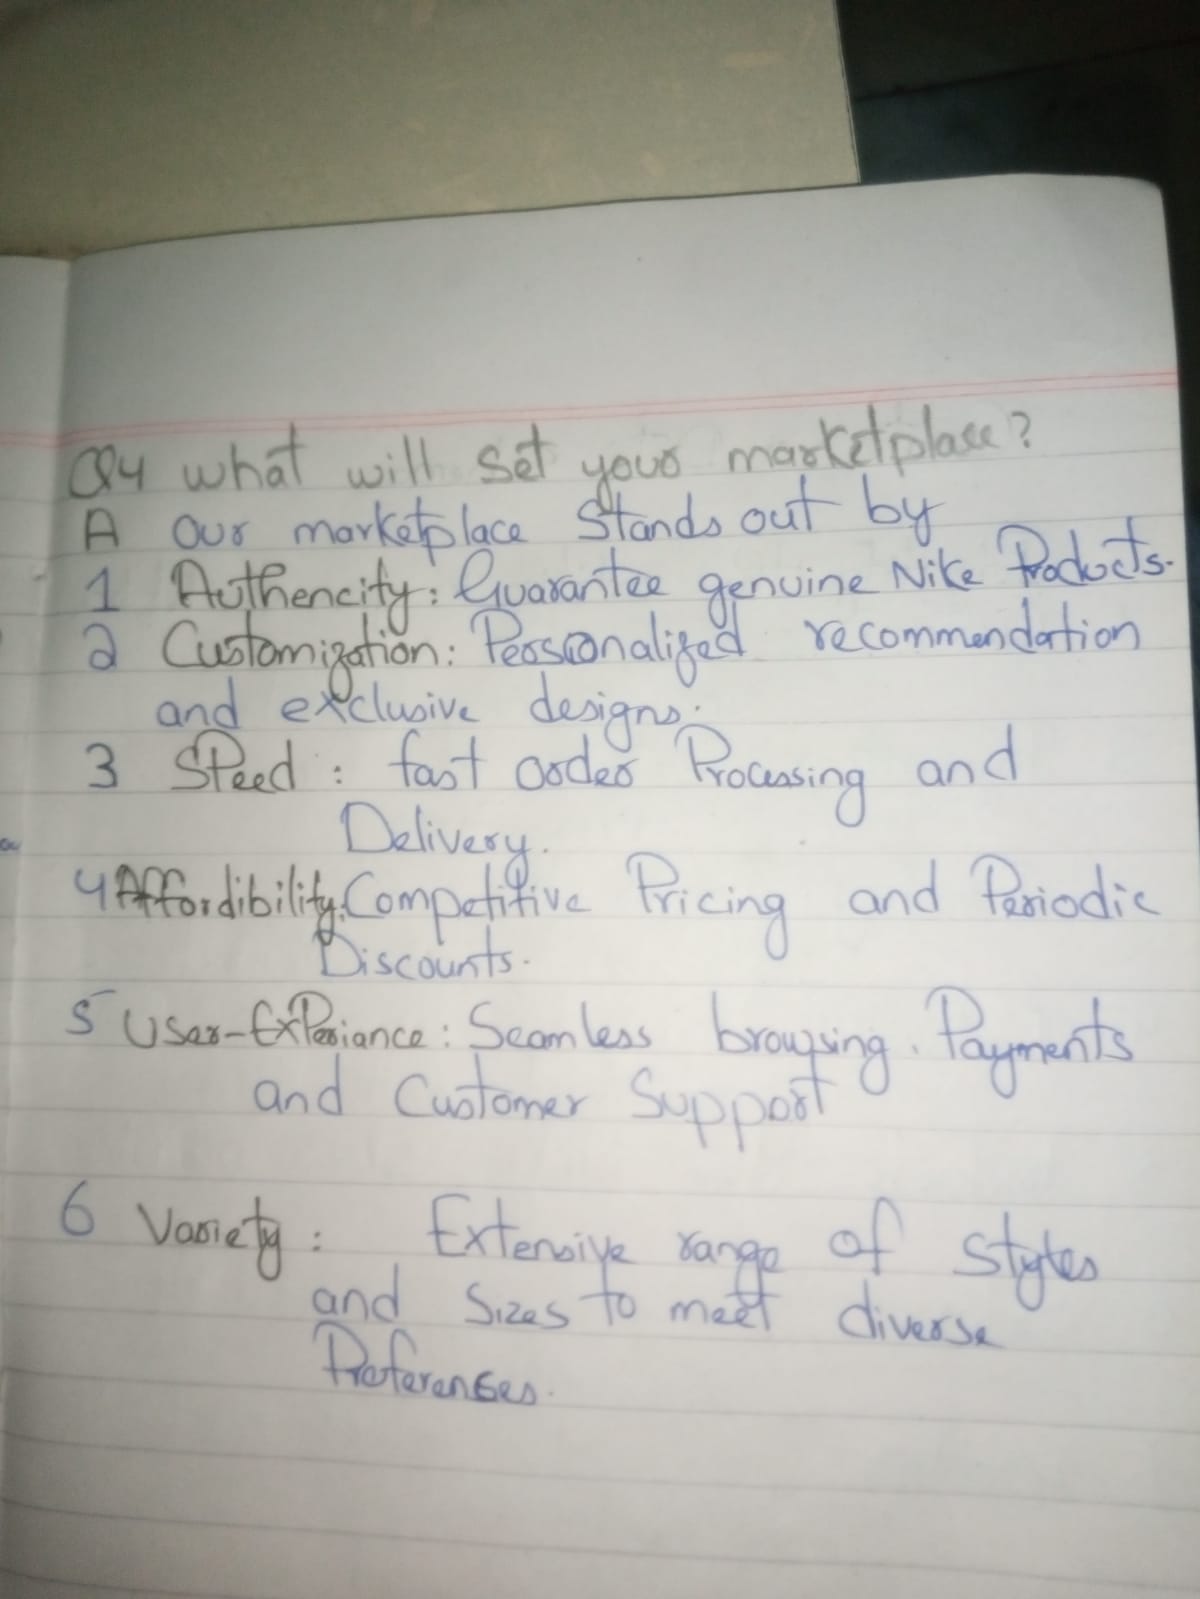 Q4 what will set your marketplace?
A our marketplace Stands out by
1 Authencity: Guarantee genuine Nike Products.
2 Customization: Perssonalized recommendation
and exclusive designs.
3 SPeed : fast order Processing and
Delivery.
4 Affordibility: Competitive Pricing and Periodic
Discounts.
5 User-ExPeriance: Seamless browsing. Payments
and Customer Support
6 Variety : Extensive range of styles
and Sizes to meet diverse
Preferenses.